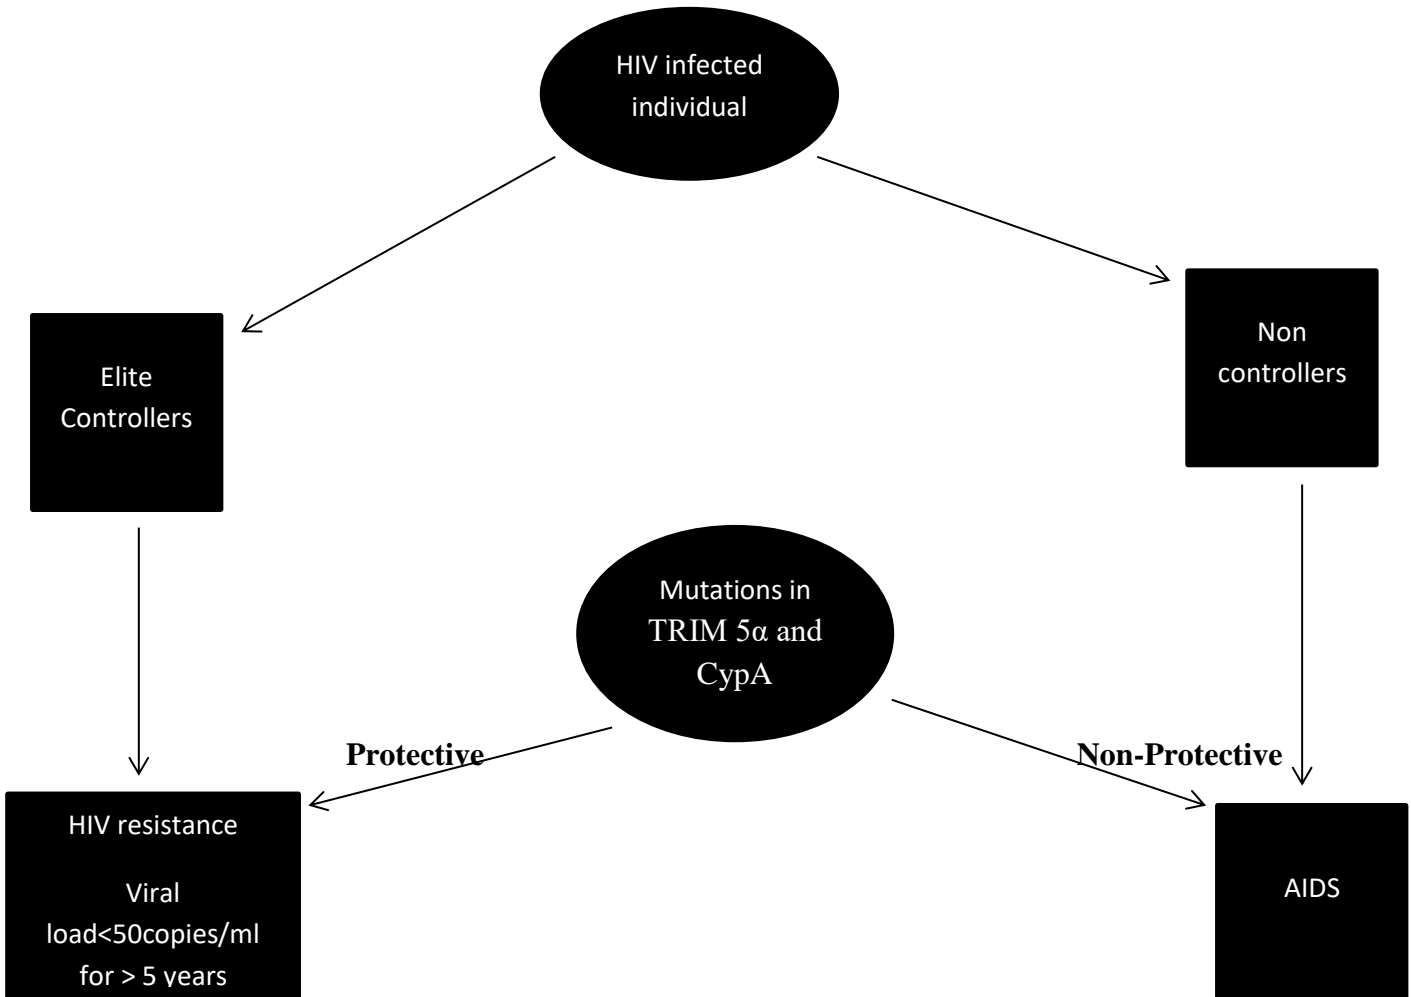 HIV infected
individual
Elite
Controllers
Non
controllers
Mutations in
TRIM 5α and
CypA
Protective
Non-Protective
HIV resistance
Viral
load<50copies/ml
for > 5 years
AIDS